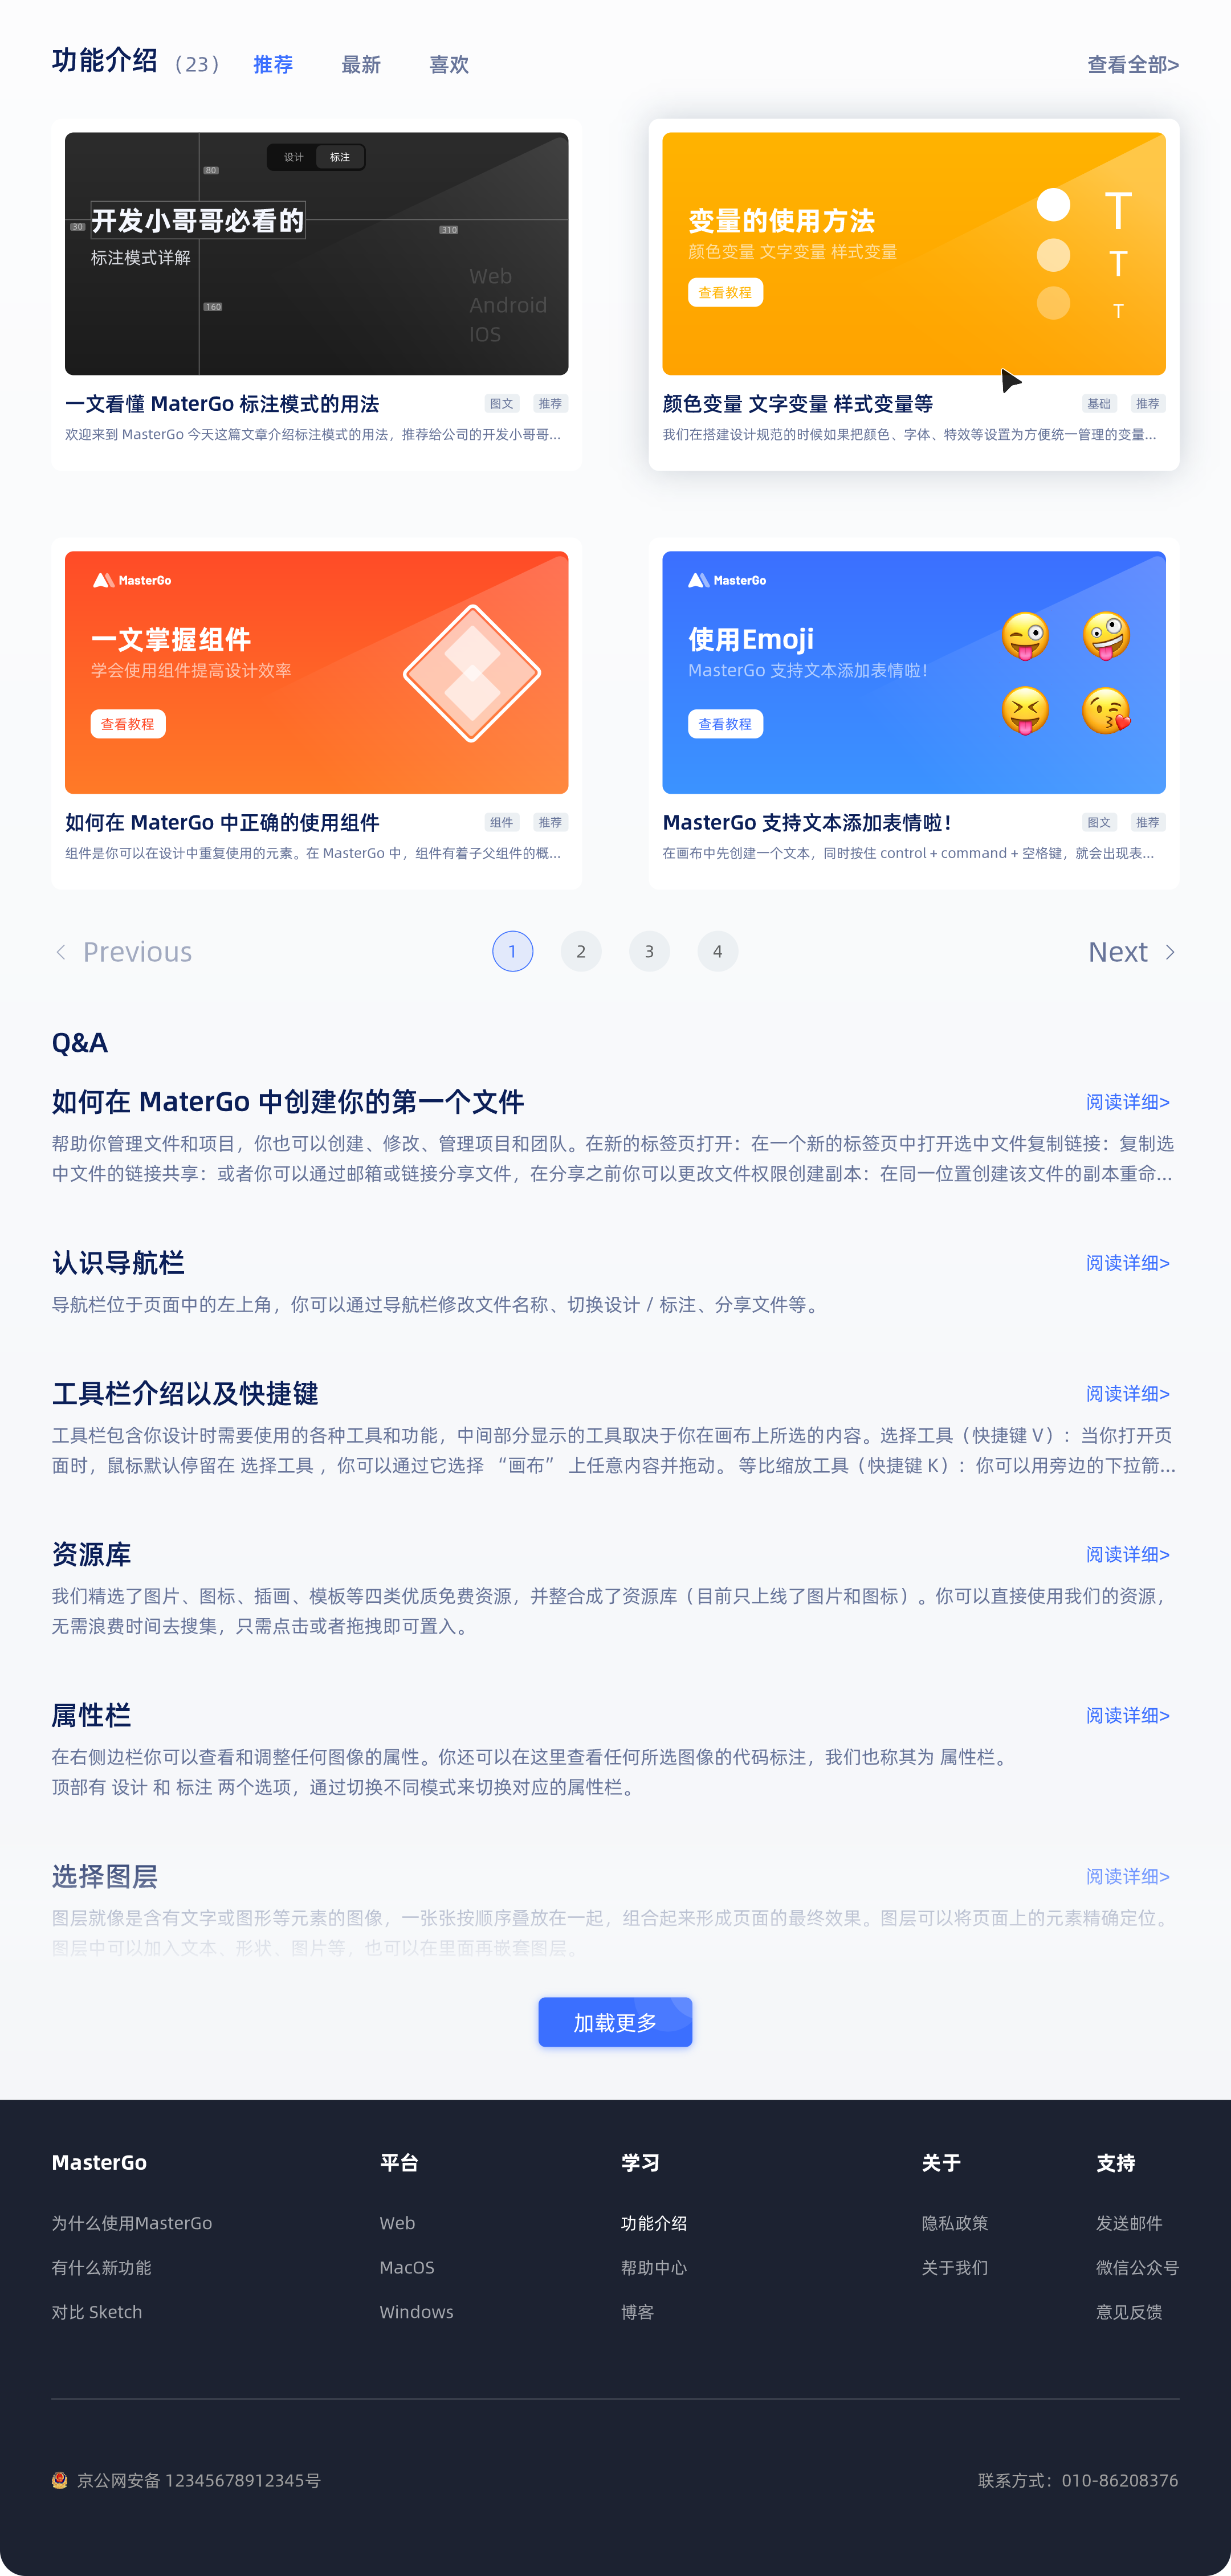 功能介绍 （23） 推荐 最新 喜欢 查看全部>
设计 标注
80
30
开发小哥哥必看的
310
标注模式详解
160
Web
Android
IOS
一文看懂 MaterGo 标注模式的用法 图文 推荐
欢迎来到 MasterGo 今天这篇文章介绍标注模式的用法，推荐给公司的开发小哥哥...
变量的使用方法
颜色变量 文字变量 样式变量
查看教程
T
T
T
颜色变量 文字变量 样式变量等 基础 推荐
我们在搭建设计规范的时候如果把颜色、字体、特效等设置为方便统一管理的变量...
MasterGo
一文掌握组件
学会使用组件提高设计效率
查看教程
如何在 MaterGo 中正确的使用组件 组件 推荐
组件是你可以在设计中重复使用的元素。在 MasterGo 中，组件有着子父组件的概...
MasterGo
使用Emoji
MasterGo 支持文本添加表情啦！
查看教程
MasterGo 支持文本添加表情啦！ 图文 推荐
在画布中先创建一个文本，同时按住 control + command + 空格键，就会出现表...
Previous 1 2 3 4 Next
Q&A
如何在 MaterGo 中创建你的第一个文件 阅读详细>
帮助你管理文件和项目，你也可以创建、修改、管理项目和团队。在新的标签页打开：在一个新的标签页中打开选中文件复制链接：复制选
中文件的链接共享：或者你可以通过邮箱或链接分享文件，在分享之前你可以更改文件权限创建副本：在同一位置创建该文件的副本重命...
认识导航栏 阅读详细>
导航栏位于页面中的左上角，你可以通过导航栏修改文件名称、切换设计 / 标注、分享文件等。
工具栏介绍以及快捷键 阅读详细>
工具栏包含你设计时需要使用的各种工具和功能，中间部分显示的工具取决于你在画布上所选的内容。选择工具（快捷键 V）：当你打开页
面时，鼠标默认停留在 选择工具 ，你可以通过它选择 “画布” 上任意内容并拖动。 等比缩放工具（快捷键 K）：你可以用旁边的下拉箭...
资源库 阅读详细>
我们精选了图片、图标、插画、模板等四类优质免费资源，并整合成了资源库（目前只上线了图片和图标）。你可以直接使用我们的资源，
无需浪费时间去搜集，只需点击或者拖拽即可置入。
属性栏 阅读详细>
在右侧边栏你可以查看和调整任何图像的属性。你还可以在这里查看任何所选图像的代码标注，我们也称其为 属性栏。
顶部有 设计 和 标注 两个选项，通过切换不同模式来切换对应的属性栏。
选择图层 阅读详细>
图层就像是含有文字或图形等元素的图像，一张张按顺序叠放在一起，组合起来形成页面的最终效果。图层可以将页面上的元素精确定位。
图层中可以加入文本、形状、图片等，也可以在里面再嵌套图层。
加载更多
MasterGo 平台 学习 关于 支持
为什么使用MasterGo Web 功能介绍 隐私政策 发送邮件
有什么新功能 MacOS 帮助中心 关于我们 微信公众号
对比 Sketch Windows 博客 意见反馈
京公网安备 12345678912345号 联系方式：010-86208376